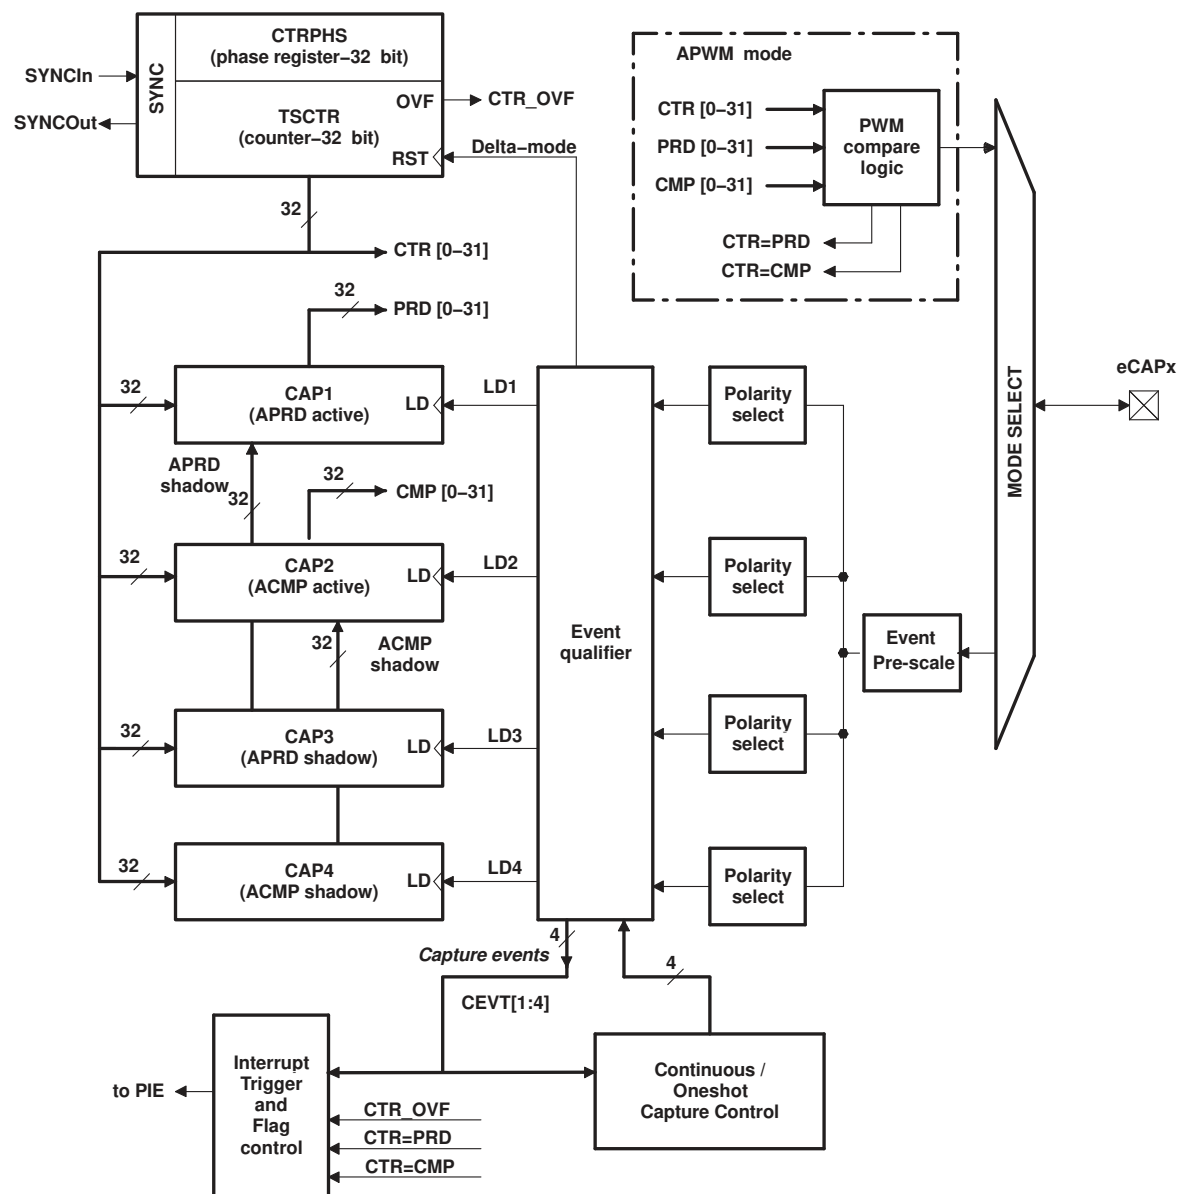 CTRPHS
(phase register−32 bit)
SYNC
SYNCIn
SYNCOut
OVF
CTR_OVF
TSCTR
(counter−32 bit)
RST
Delta−mode
APWM mode
CTR [0−31]
PRD [0−31]
CMP [0−31]
PWM
compare
logic
CTR=PRD
CTR=CMP
32
CTR [0−31]
32
PRD [0−31]
MODE SELECT
eCAPx
32
CAP1
(APRD active)
LD
LD1
Polarity
select
APRD
shadow
32
32
CMP [0−31]
32
CAP2
(ACMP active)
LD
LD2
Polarity
select
32
ACMP
shadow
Event
qualifier
Event
Pre-scale
32
CAP3
(APRD shadow)
LD
LD3
Polarity
select
32
CAP4
(ACMP shadow)
LD
LD4
Polarity
select
4
Capture events
4
CEVT[1:4]
Interrupt
Trigger
and
Flag
control
to PIE
CTR_OVF
CTR=PRD
CTR=CMP
Continuous /
Oneshot
Capture Control